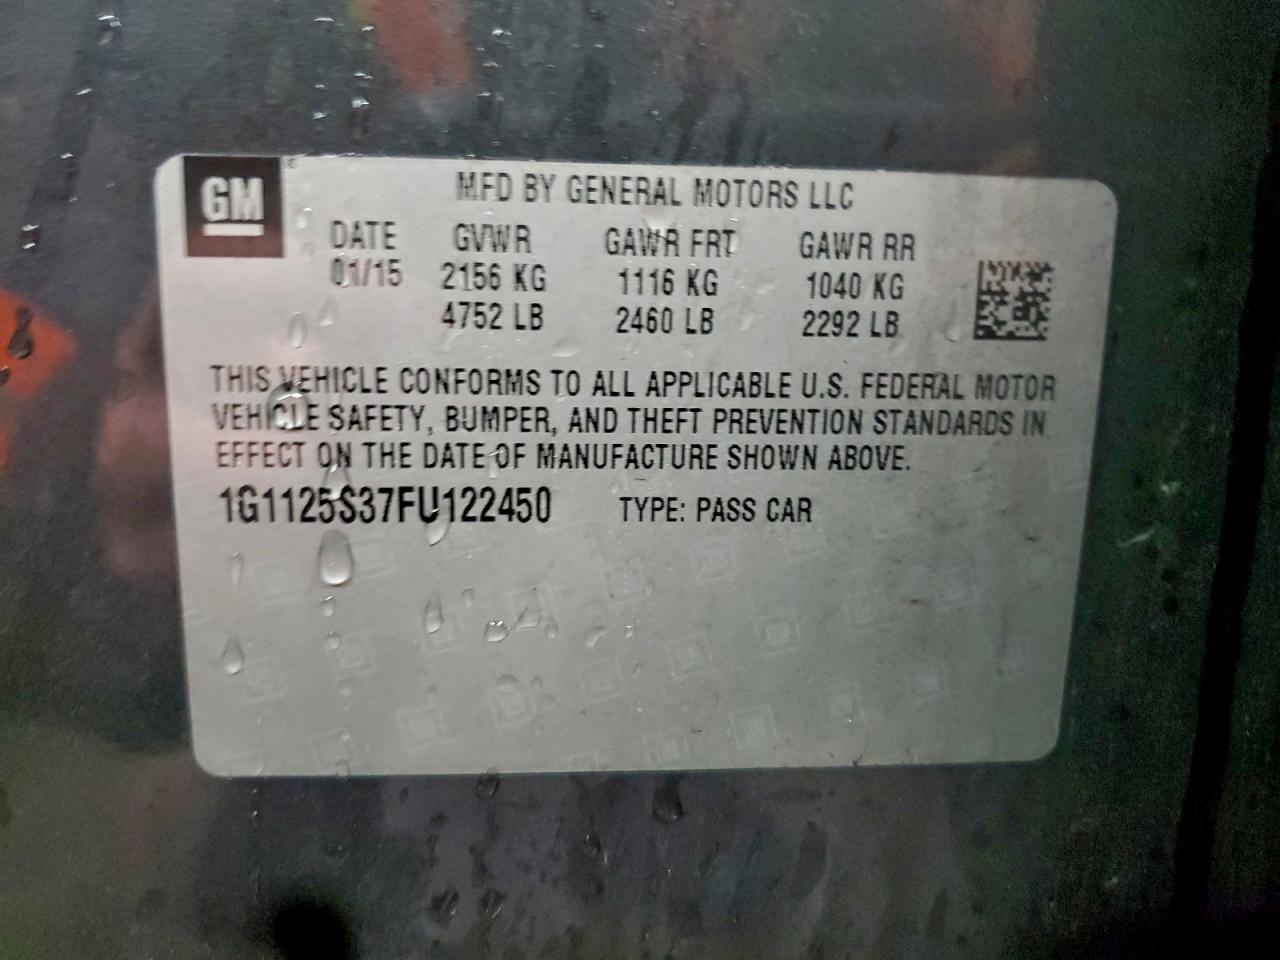 GM
MFD BY GENERAL MOTORS LLC
DATE GVWR GAWR FRT GAWR RR
01/15 2156 KG 1116 KG 1040 KG
4752 LB 2460 LB 2292 LB
THIS VEHICLE CONFORMS TO ALL APPLICABLE U.S. FEDERAL MOTOR
VEHICLE SAFETY, BUMPER, AND THEFT PREVENTION STANDARDS IN
EFFECT ON THE DATE OF MANUFACTURE SHOWN ABOVE.
1G1125S37FU122450 TYPE: PASS CAR